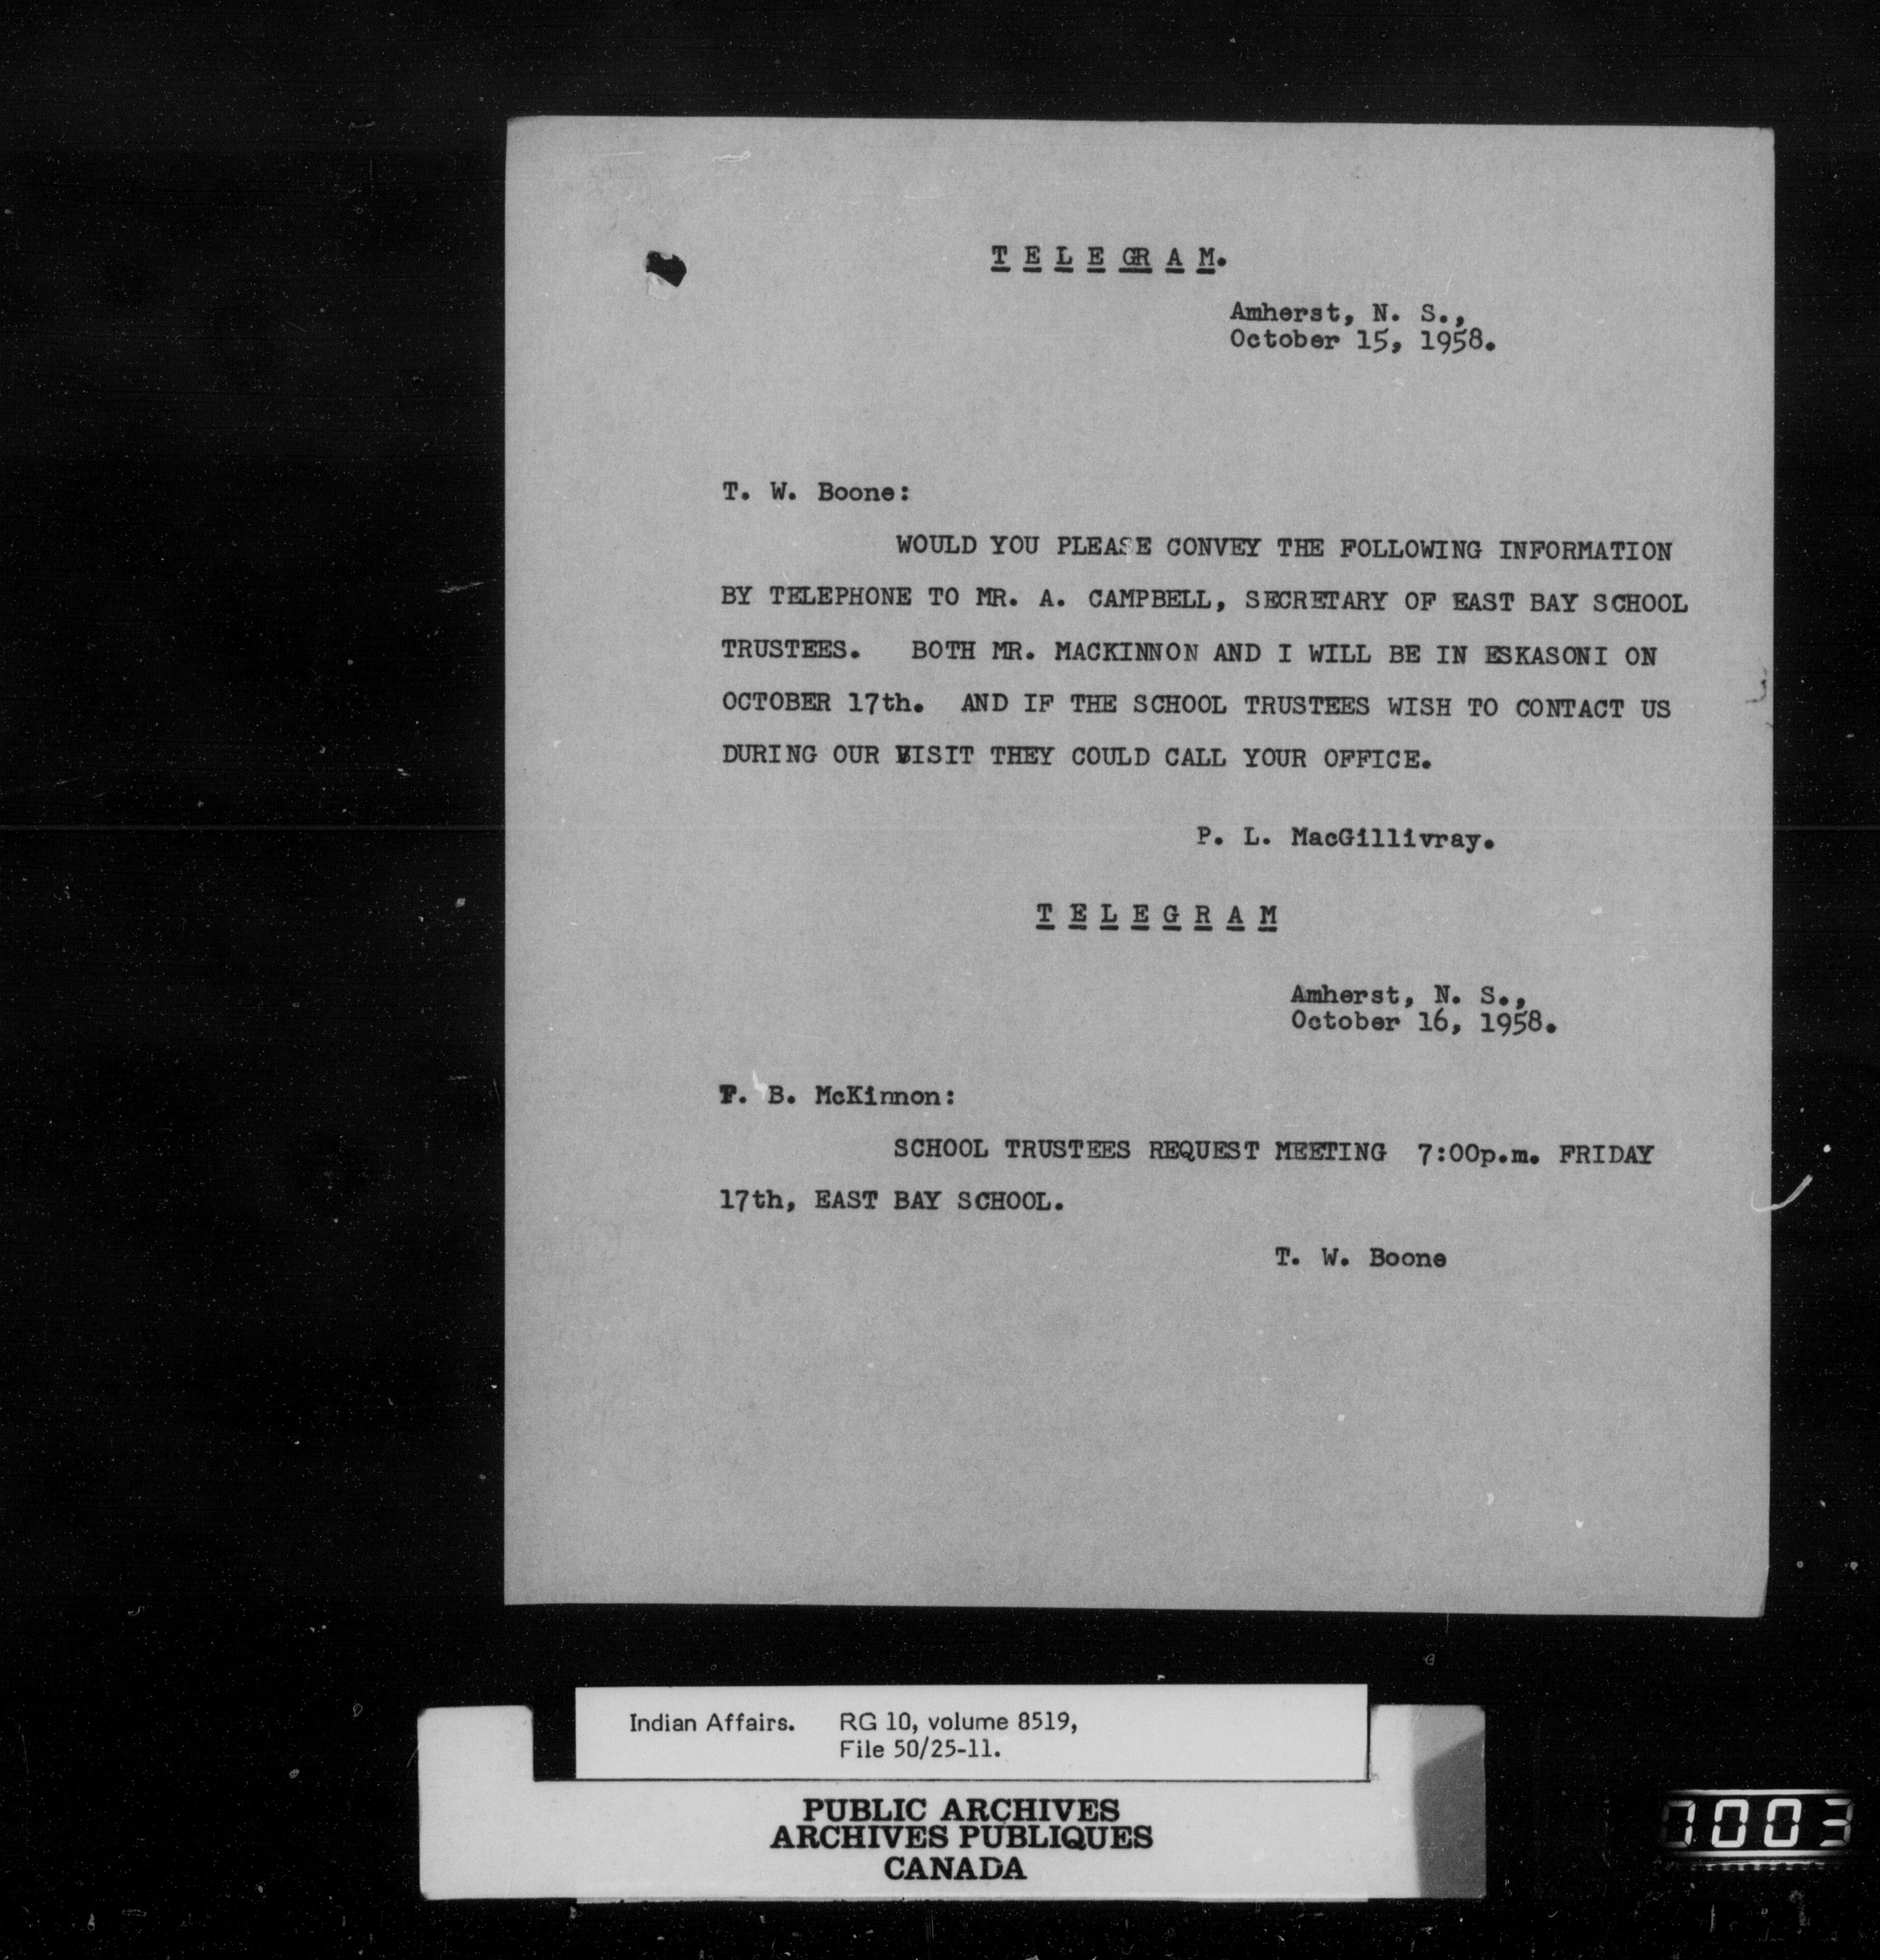 TELEGRAM.
Amherst, N. S.,
October 15, 1958.
T. W. Boone:
WOULD YOU PLEASE CONVEY THE FOLLOWING INFORMATION
BY TELEPHONE TO MR. A. CAMPBELL, SECRETARY OF EAST BAY SCHOOL
TRUSTEES. BOTH MR. MACKINNON AND I WILL BE IN ESKASONI ON
OCTOBER 17th. AND IF THE SCHOOL TRUSTEES WISH TO CONTACT US
DURING OUR VISIT THEY COULD CALL YOUR OFFICE.
P. L. MacGillivray.
TELEGRAM
Amherst, N. S.,
October 16, 1958.
B. McKinnon:
SCHOOL TRUSTEES REQUEST MEETING 7:00p.m. FRIDAY
17th, EAST BAY SCHOOL.
T. W. Boone
Indian Affairs. RG 10, volume 8519,
File 50/25-11.
PUBLIC ARCHIVES
ARCHIVES PUBLIQUES
CANADA
1003